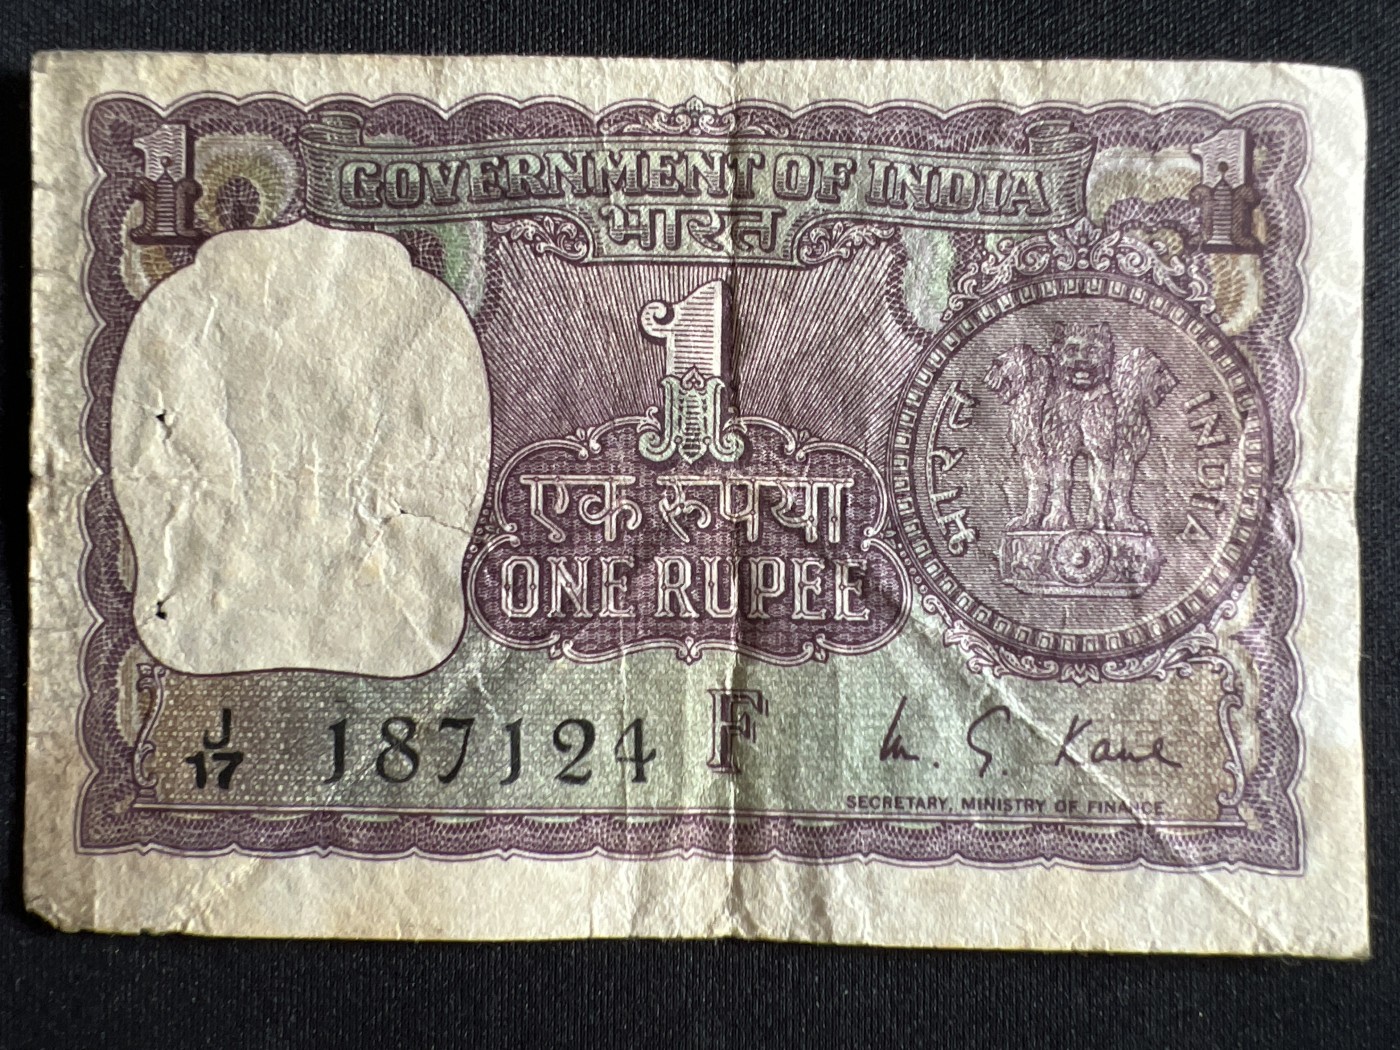 1 1
GOVERNMENT OF INDIA
भारत
1
भारत INDIA
एक रुपया
ONE RUPEE
J
17 187124 F
M. G. Kaul
SECRETARY, MINISTRY OF FINANCE